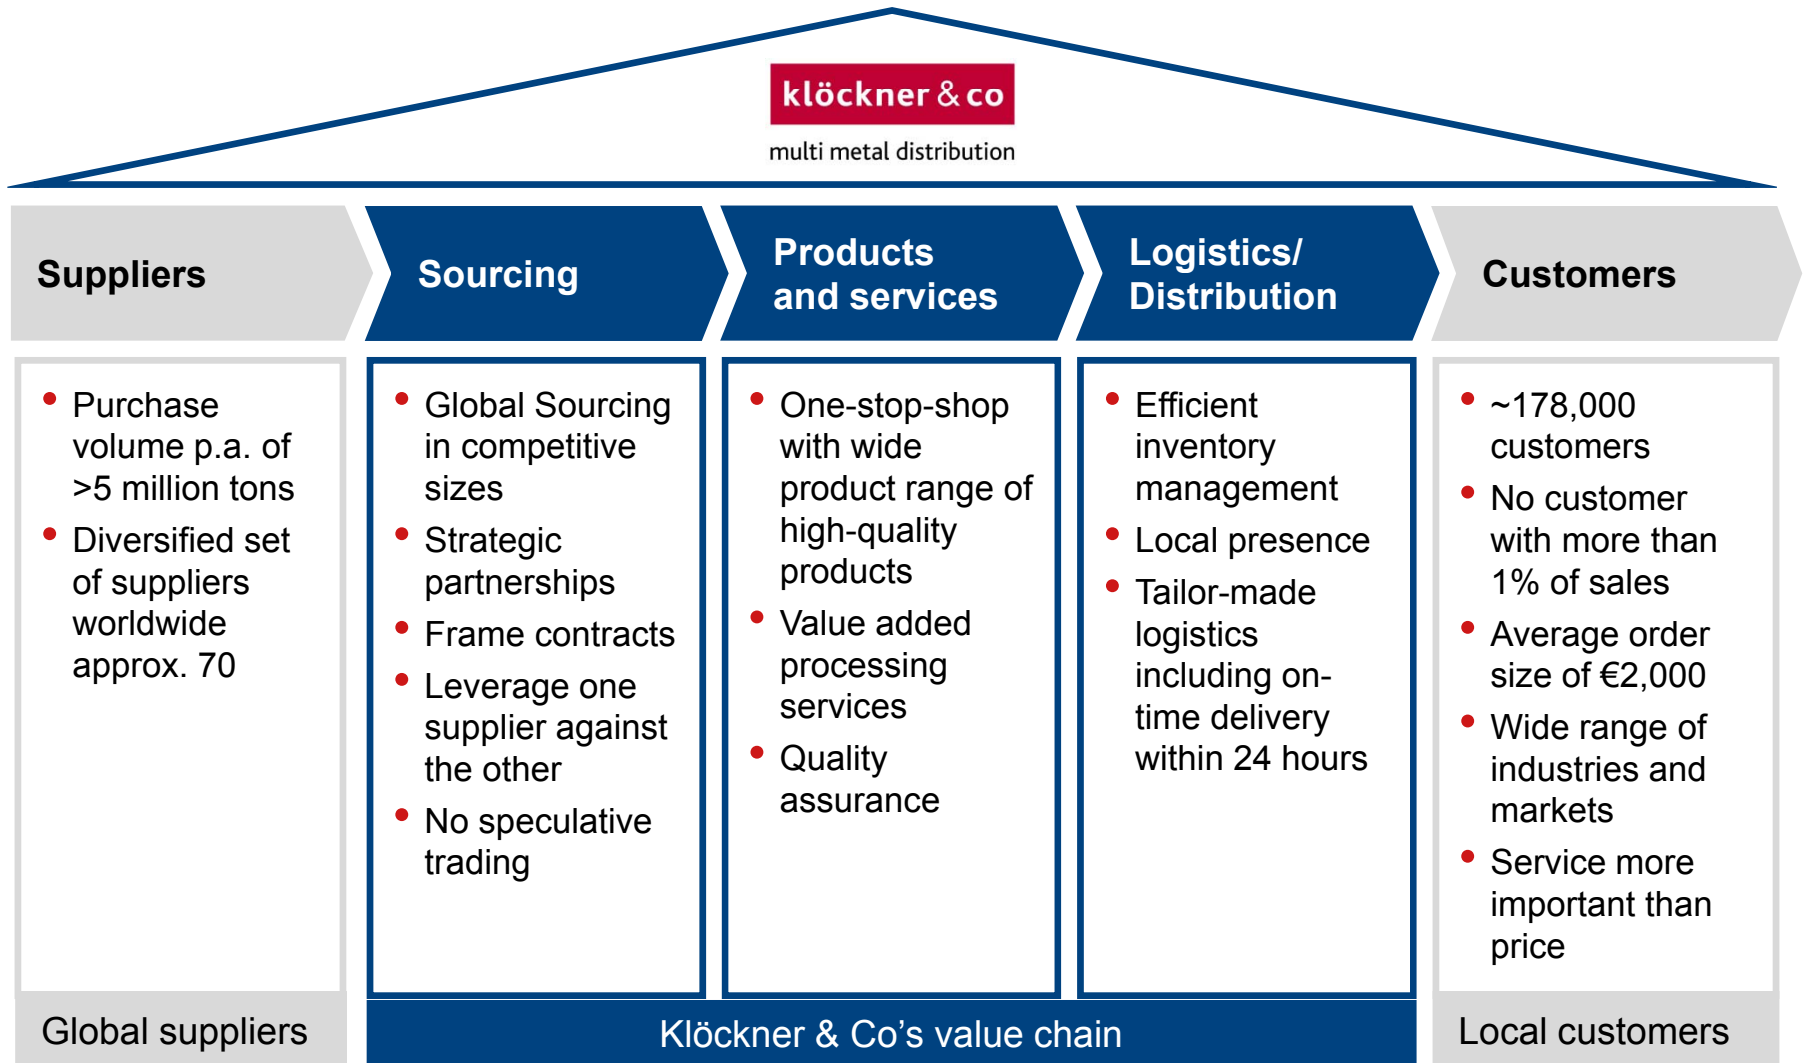 klöckner & co
multi metal distribution
Suppliers
Sourcing
Products
and services
Logistics/
Distribution
Customers
• Purchase
volume p.a. of
>5 million tons
• Diversified set
of suppliers
worldwide
approx. 70
• Global Sourcing
in competitive
sizes
• Strategic
partnerships
• Frame contracts
• Leverage one
supplier against
the other
• No speculative
trading
• One-stop-shop
with wide
product range of
high-quality
products
• Value added
processing
services
• Quality
assurance
• Efficient
inventory
management
• Local presence
• Tailor-made
logistics
including on-
time delivery
within 24 hours
• ~178,000
customers
• No customer
with more than
1% of sales
• Average order
size of €2,000
• Wide range of
industries and
markets
• Service more
important than
price
Global suppliers
Klöckner & Co’s value chain
Local customers